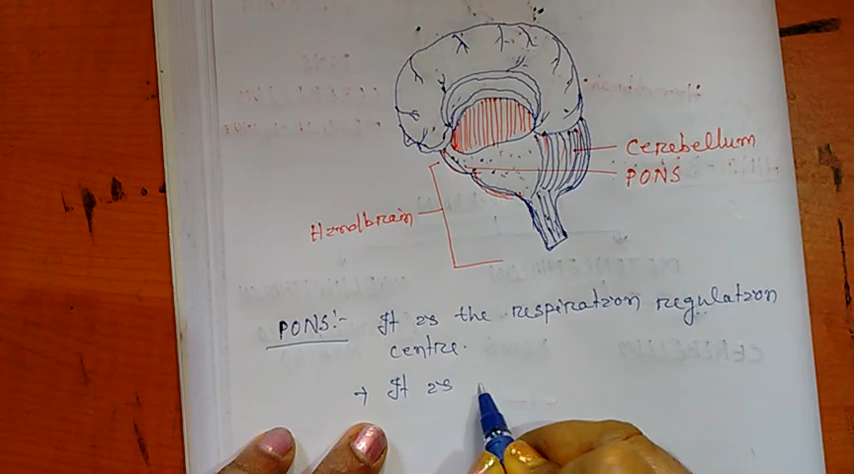 Cerebellum
PONS
Hindbrain
PONS:- It is the respiration regulation
centre.
→ It is